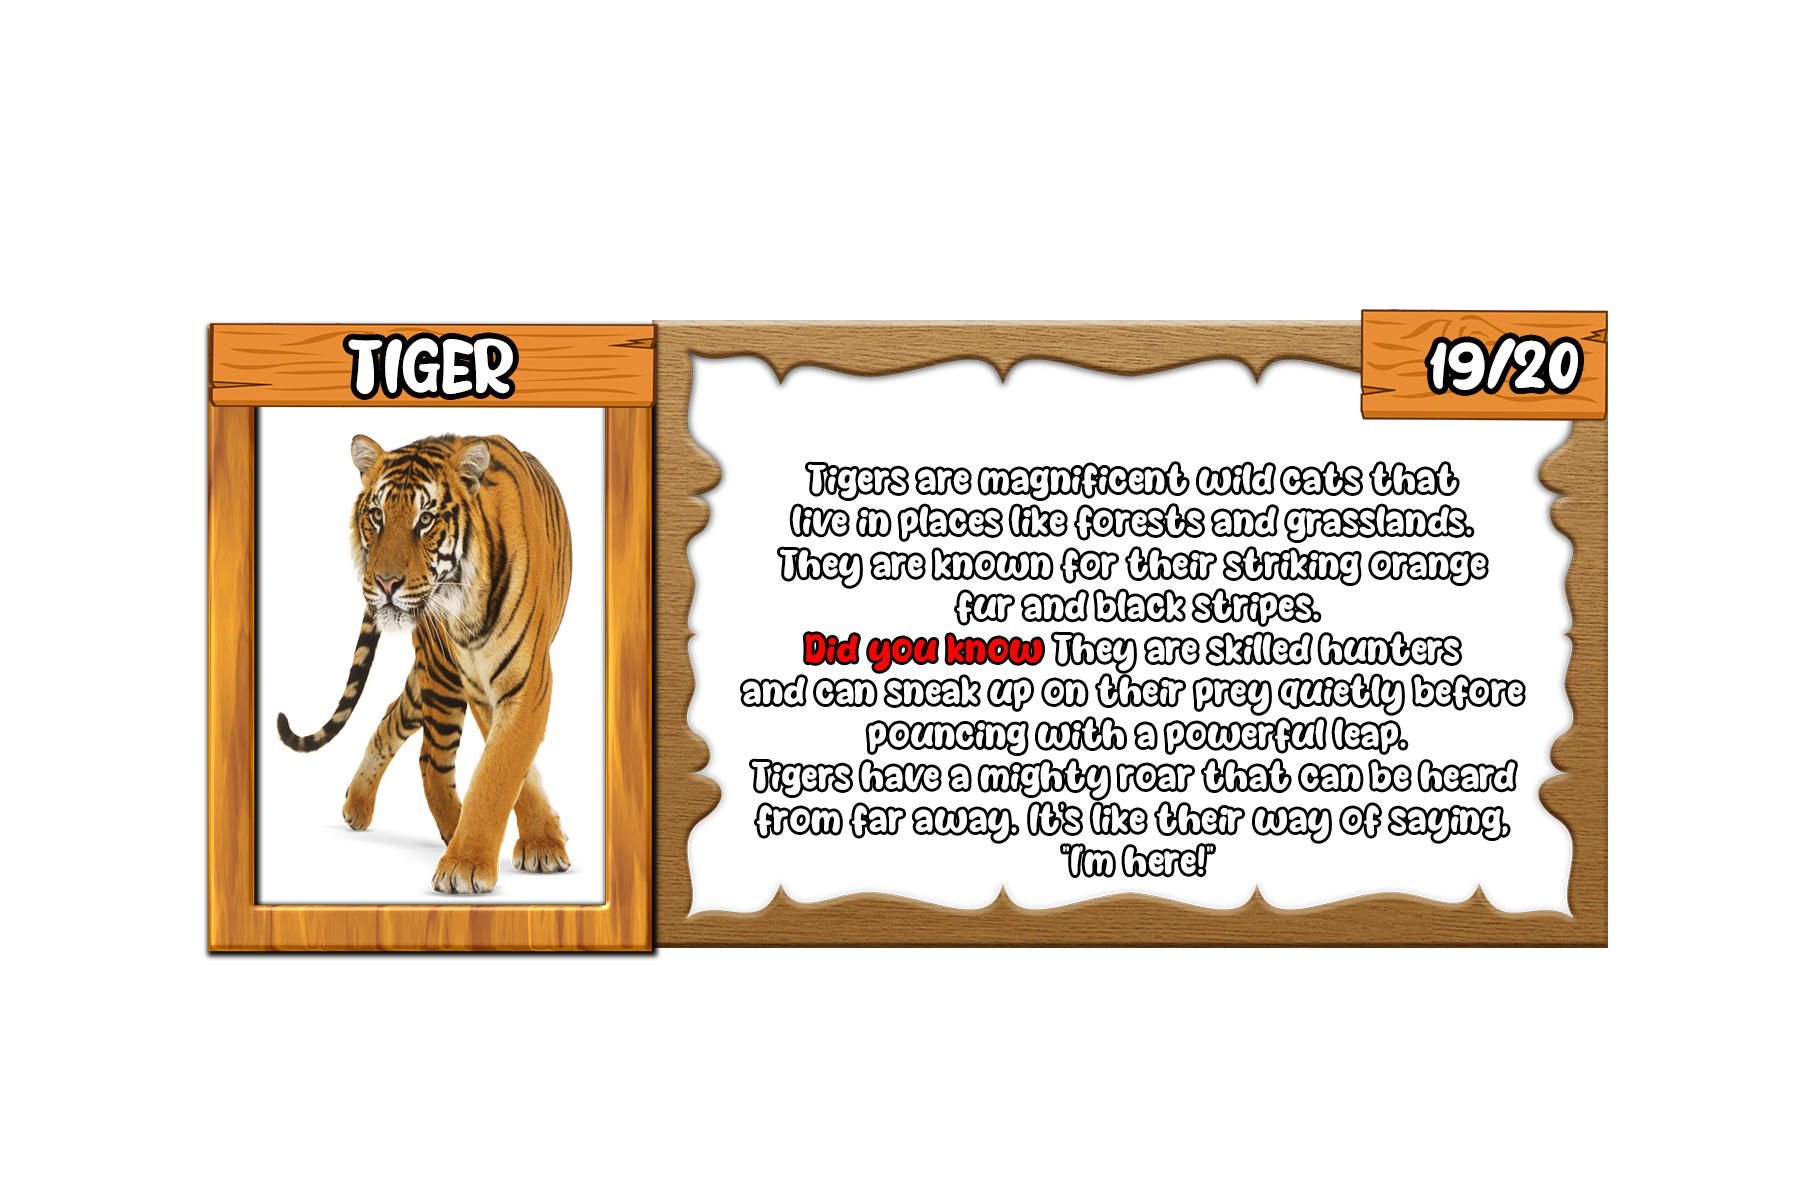 TIGER
19/20
Tigers are magnificent wild cats that
live in places like forests and grasslands.
They are known for their striking orange
fur and black stripes.
Did you know They are skilled hunters
and can sneak up on their prey quietly before
pouncing with a powerful leap.
Tigers have a mighty roar that can be heard
from far away. It's like their way of saying,
"I'm here!"